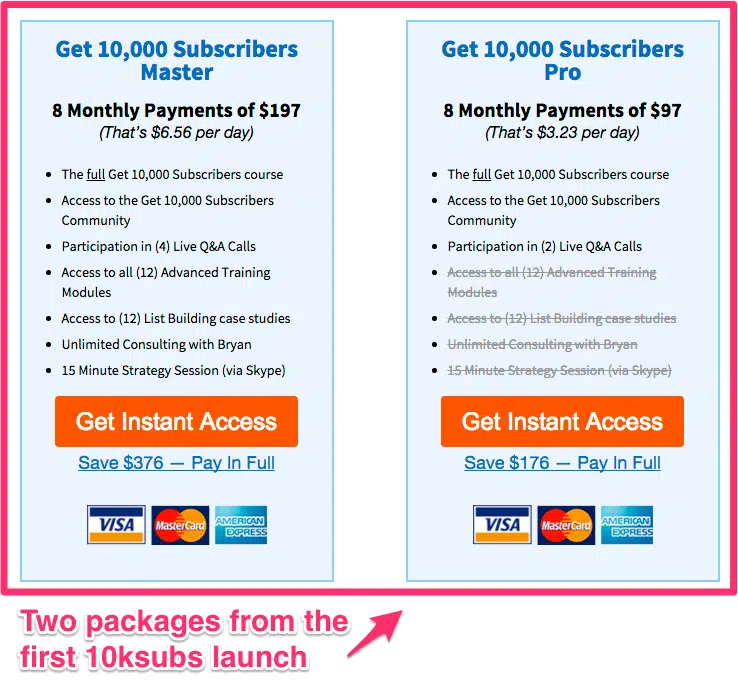 Get 10,000 Subscribers
Master
8 Monthly Payments of $197
(That's $6.56 per day)
The full Get 10,000 Subscribers course
Access to the Get 10,000 Subscribers
Community
Participation in (4) Live Q&A Calls
Access to all (12) Advanced Training
Modules
Access to (12) List Building case studies
Unlimited Consulting with Bryan
15 Minute Strategy Session (via Skype)
Get Instant Access
Save $376 — Pay In Full
VISA
MasterCard
AMERICAN
EXPRESS
Get 10,000 Subscribers
Pro
8 Monthly Payments of $97
(That's $3.23 per day)
The full Get 10,000 Subscribers course
Access to the Get 10,000 Subscribers
Community
Participation in (2) Live Q&A Calls
Access to all (12) Advanced Training
Modules
Access to (12) List Building case studies
Unlimited Consulting with Bryan
15 Minute Strategy Session (via Skype)
Get Instant Access
Save $176 — Pay In Full
VISA
MasterCard
AMERICAN
EXPRESS
Two packages from the
first 10ksubs launch